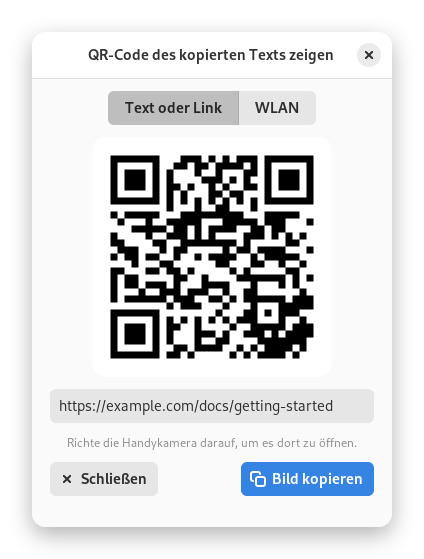 QR-Code des kopierten Texts zeigen
Text oder Link
WLAN
https://example.com/docs/getting-started
Richte die Handykamera darauf, um es dort zu öffnen.
Schließen
Bild kopieren